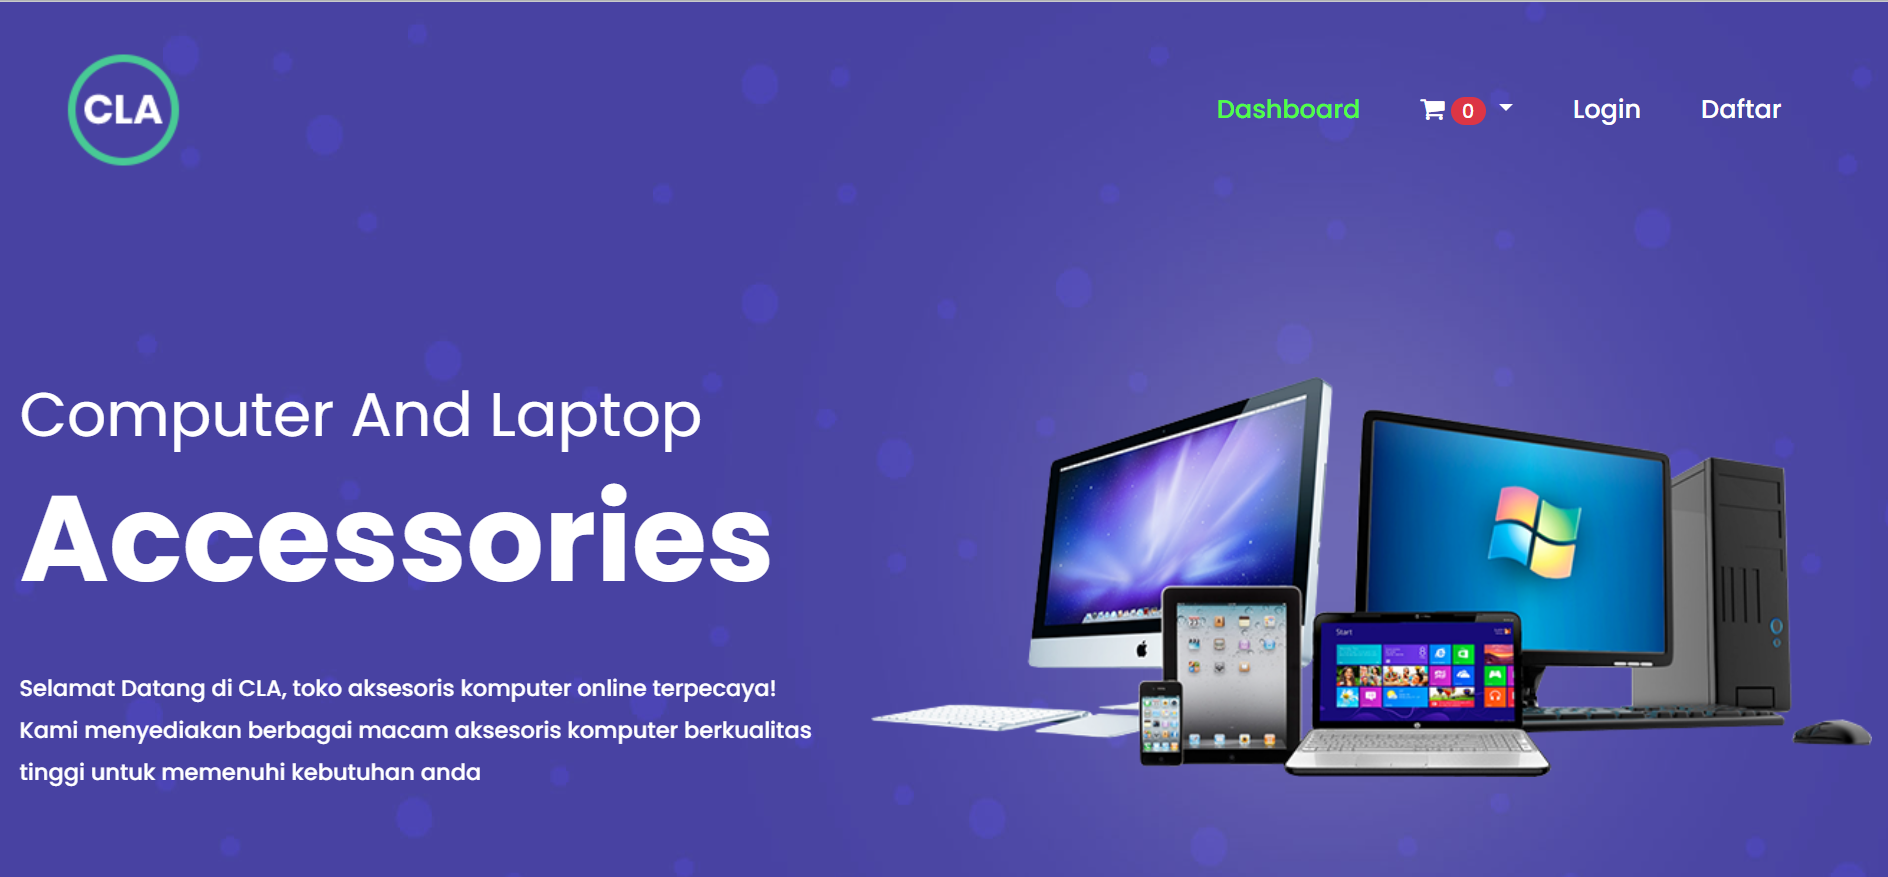 CLA
Dashboard 0 Login Daftar
Computer And Laptop
Accessories
Selamat Datang di CLA, toko aksesoris komputer online terpecaya!
Kami menyediakan berbagai macam aksesoris komputer berkualitas
tinggi untuk memenuhi kebutuhan anda
Start